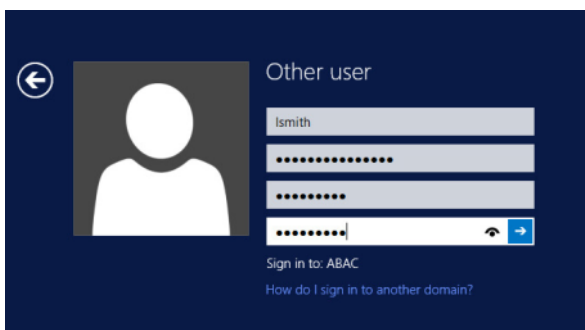 Other user
lsmith
•••••••••••••••
•••••••••
•••••••••
Sign in to: ABAC
How do I sign in to another domain?